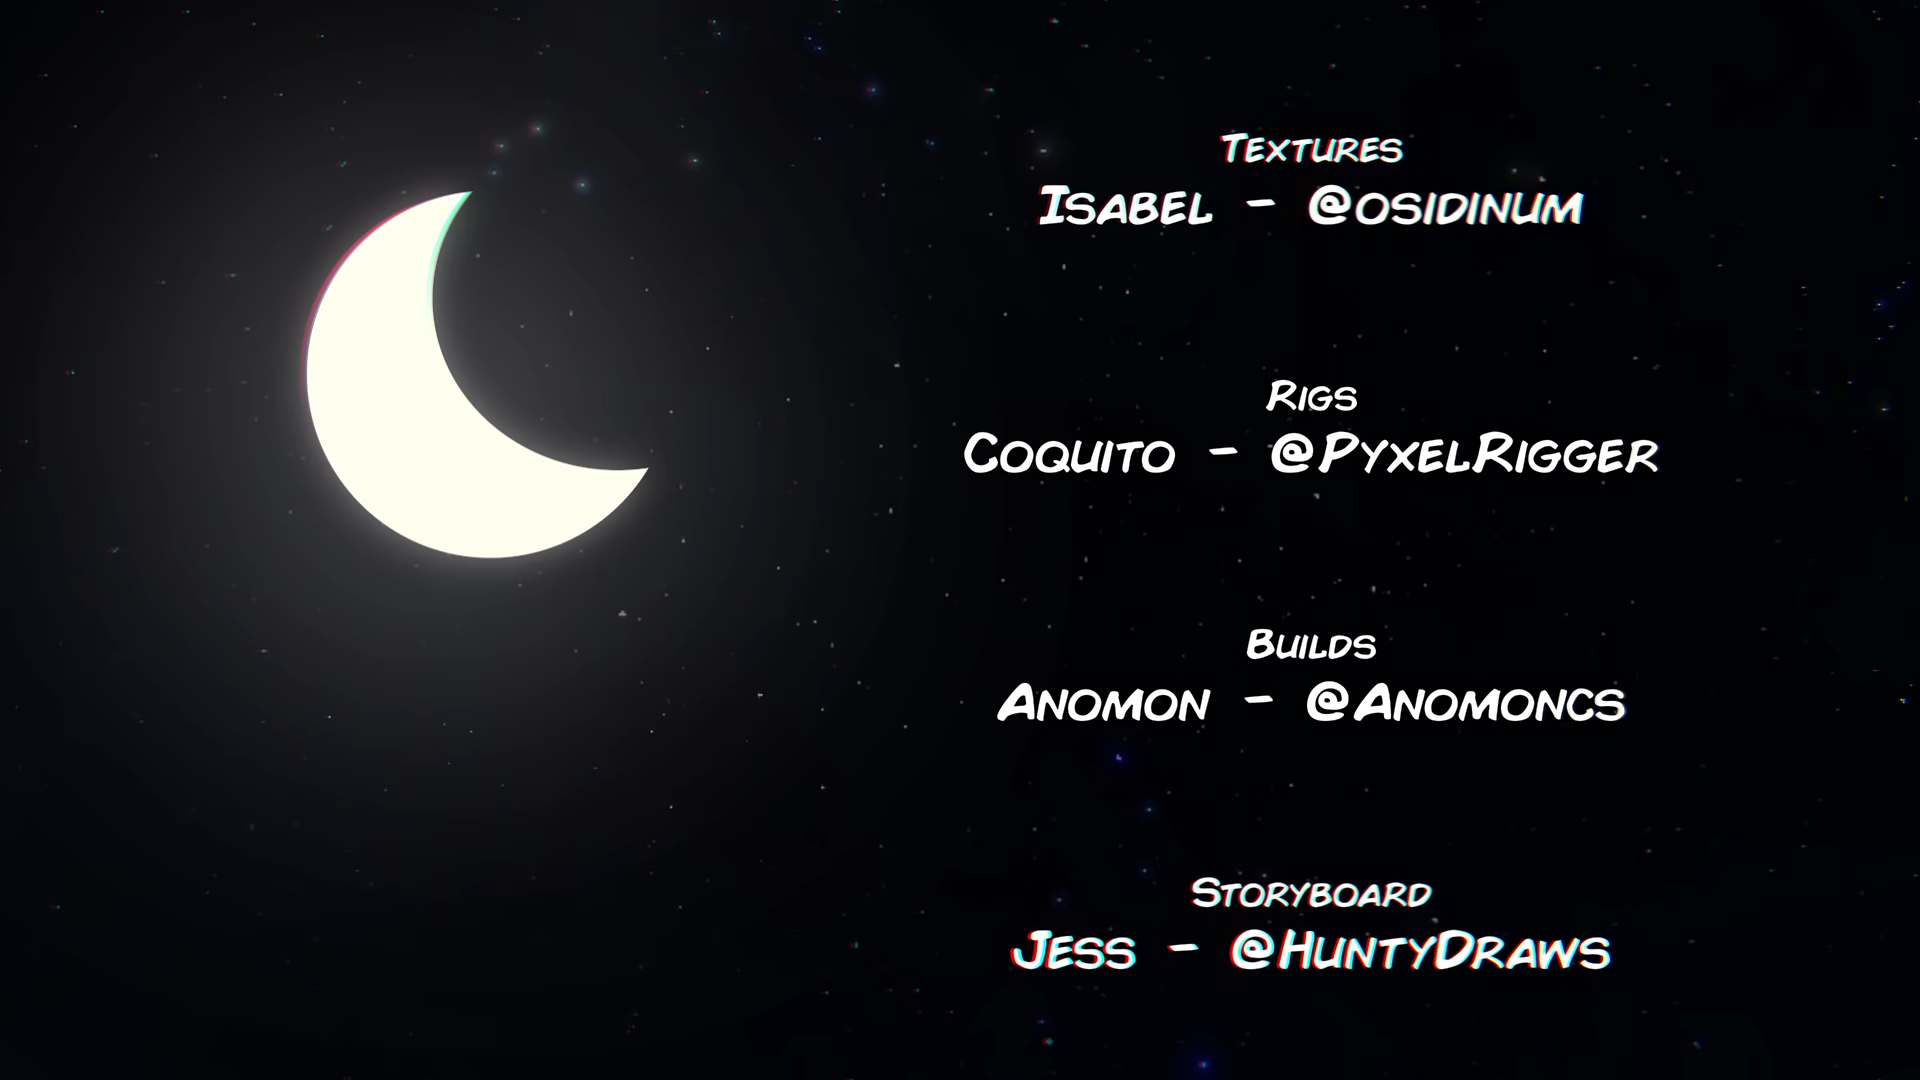 Textures
Isabel - @osidinum
Rigs
Coquito - @PyxelRigger
Builds
Anomon - @Anomoncs
Storyboard
Jess - @HuntyDraws